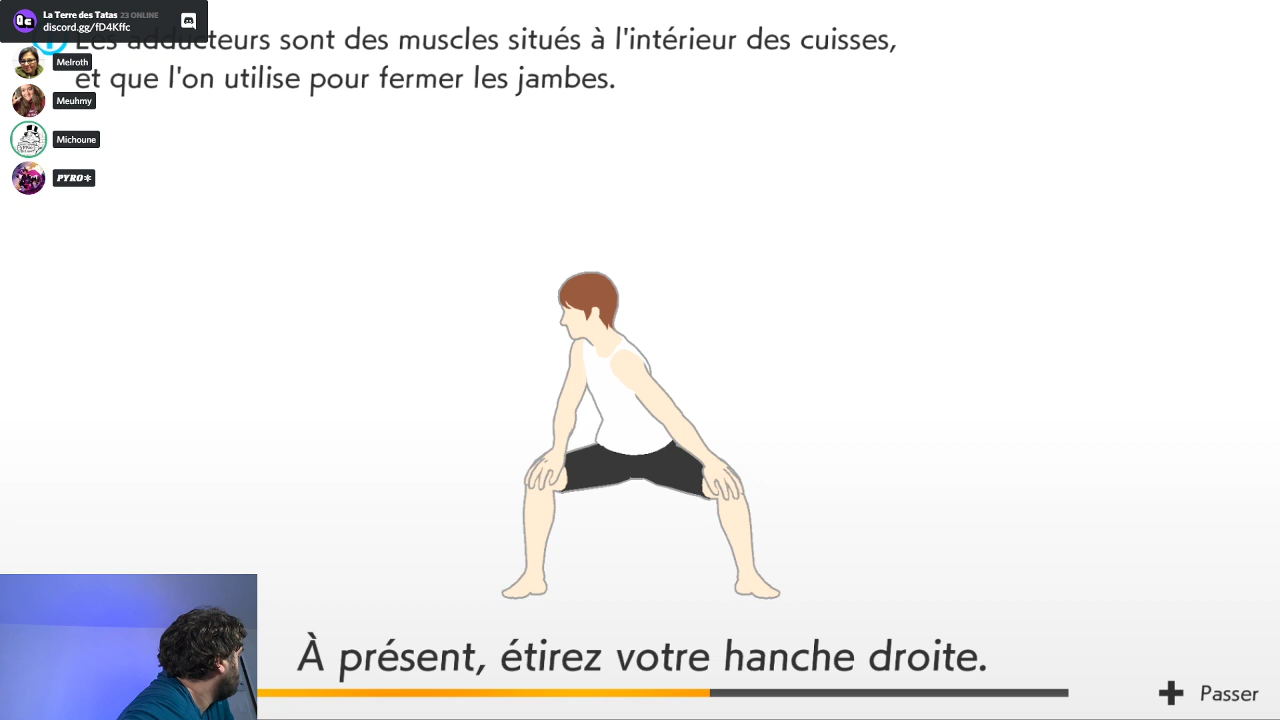 La Terre des Tatas 23 ONLINE
discord.gg/fD4Kffc
Les adducteurs sont des muscles situés à l'intérieur des cuisses,
et que l'on utilise pour fermer les jambes.
Melroth
Meuhmy
Michoune
PYRO*
À présent, étirez votre hanche droite.
Passer